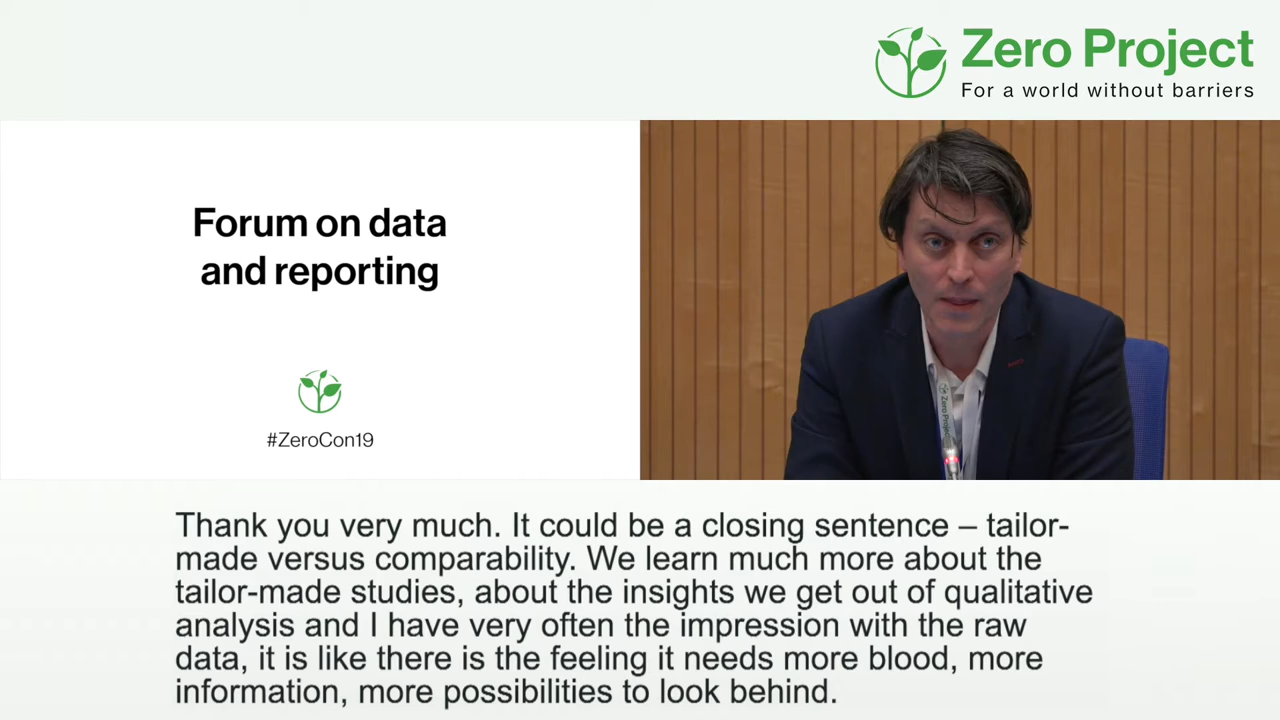 Zero Project
For a world without barriers
Forum on data
and reporting
#ZeroCon19
Zero Project
Thank you very much. It could be a closing sentence – tailor-
made versus comparability. We learn much more about the
tailor-made studies, about the insights we get out of qualitative
analysis and I have very often the impression with the raw
data, it is like there is the feeling it needs more blood, more
information, more possibilities to look behind.